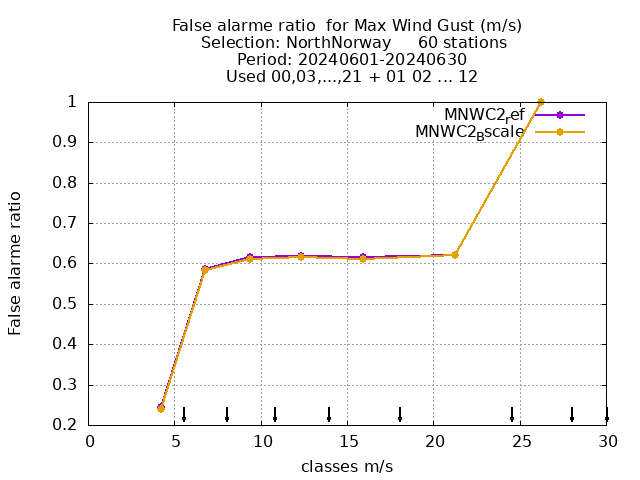 False alarme ratio  for Max Wind Gust (m/s)
Selection: NorthNorway     60 stations
Period: 20240601-20240630
Used 00,03,...,21 + 01 02 ... 12
MNWC2_ref
MNWC2_Bscale
False alarme ratio
1
0.9
0.8
0.7
0.6
0.5
0.4
0.3
0.2
0 5 10 15 20 25 30
classes m/s